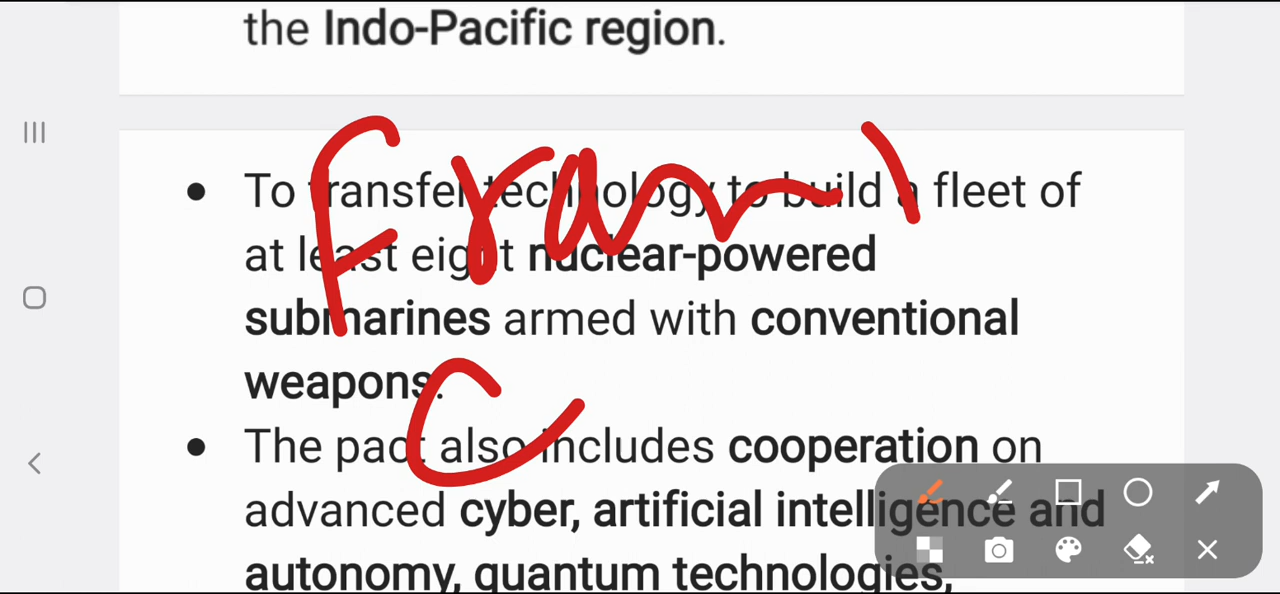 the Indo-Pacific region.
To transfer technology to build a fleet of
at least eight nuclear-powered
submarines armed with conventional
weapons.
The pact also includes cooperation on
advanced cyber, artificial intelligence and
autonomy, quantum technologies,